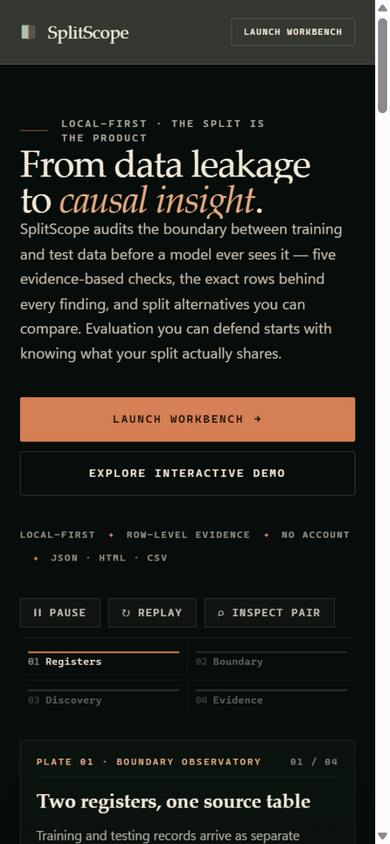 SplitScope
LAUNCH WORKBENCH
LOCAL-FIRST · THE SPLIT IS
THE PRODUCT
From data leakage
to causal insight.
SplitScope audits the boundary between training
and test data before a model ever sees it — five
evidence-based checks, the exact rows behind
every finding, and split alternatives you can
compare. Evaluation you can defend starts with
knowing what your split actually shares.
LAUNCH WORKBENCH →
EXPLORE INTERACTIVE DEMO
LOCAL-FIRST ✦ ROW-LEVEL EVIDENCE ✦ NO ACCOUNT
✦ JSON · HTML · CSV
PAUSE
↻ REPLAY
⌕ INSPECT PAIR
01 Registers
02 Boundary
03 Discovery
04 Evidence
PLATE 01 · BOUNDARY OBSERVATORY
01 / 04
Two registers, one source table
Training and testing records arrive as separate